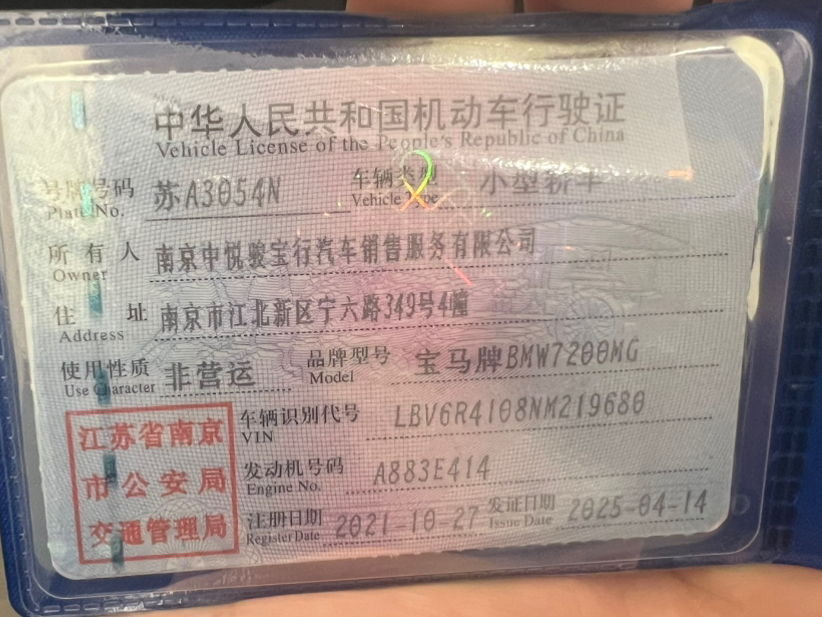 中华人民共和国机动车行驶证
Vehicle License of the People's Republic of China
号牌号码 苏A3054N 车辆类型 小型轿车
Plate No. Vehicle Type
所有人 南京中悦骏宝行汽车销售服务有限公司
Owner
住址 南京市江北新区宁六路349号4幢
Address
使用性质 非营运 品牌型号 宝马牌BMW7200MG
Use Character Model
车辆识别代号 LBV6R4108NM219680
VIN
发动机号码 A883E414
Engine No.
注册日期 2021-10-27 发证日期 2025-04-14
Register Date Issue Date
江苏省南京
市公安局
交通管理局